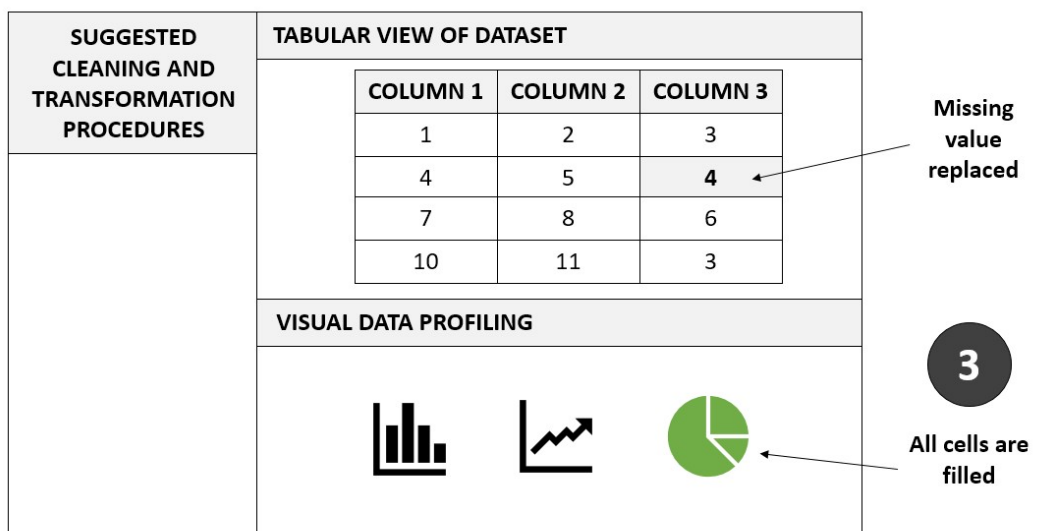 SUGGESTED
CLEANING AND
TRANSFORMATION
PROCEDURES
TABULAR VIEW OF DATASET
COLUMN 1 COLUMN 2 COLUMN 3
1 2 3
4 5 4
7 8 6
10 11 3
Missing
value
replaced
VISUAL DATA PROFILING
3
All cells are
filled